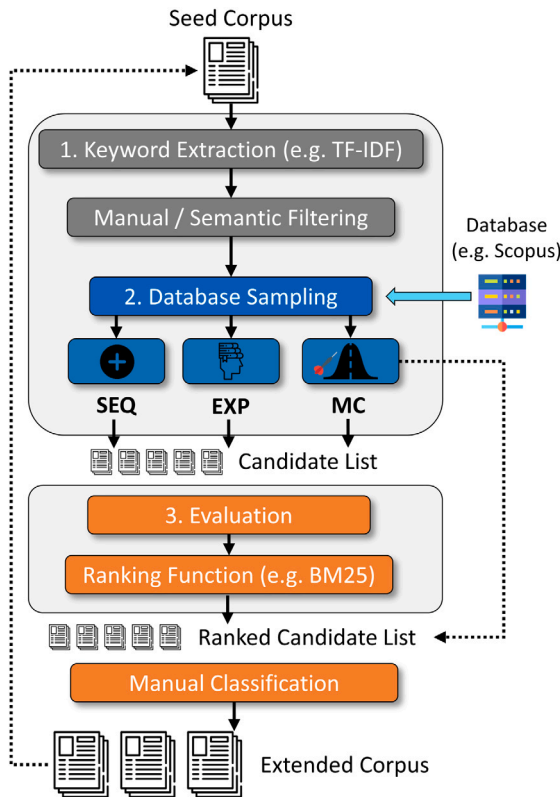 Seed Corpus
1. Keyword Extraction (e.g. TF-IDF)
Manual / Semantic Filtering
Database
(e.g. Scopus)
2. Database Sampling
SEQ
EXP
MC
Candidate List
3. Evaluation
Ranking Function (e.g. BM25)
Ranked Candidate List
Manual Classification
Extended Corpus